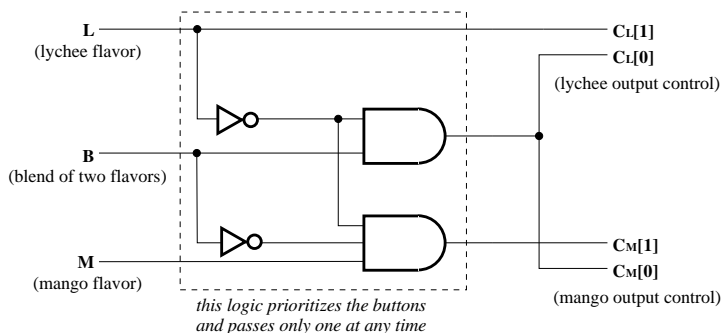 L
(lychee flavor)
CL[1]
CL[0]
(lychee output control)
B
(blend of two flavors)
M
(mango flavor)
CM[1]
CM[0]
(mango output control)
this logic prioritizes the buttons
and passes only one at any time